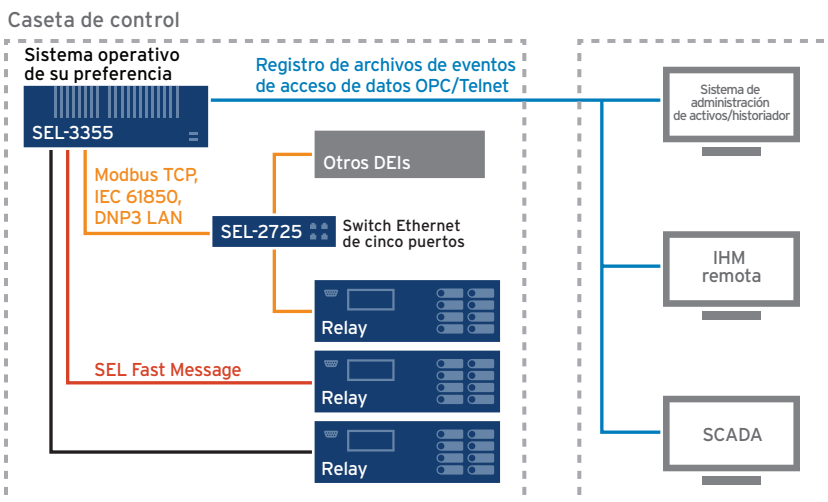 Caseta de control
Sistema operativo
de su preferencia
SEL-3355
Registro de archivos de eventos
de acceso de datos OPC/Telnet
Modbus TCP,
IEC 61850,
DNP3 LAN
Otros DEIs
SEL-2725
Switch Ethernet
de cinco puertos
Relay
SEL Fast Message
Relay
Relay
Sistema de
administración
de activos/historiador
IHM
remota
SCADA